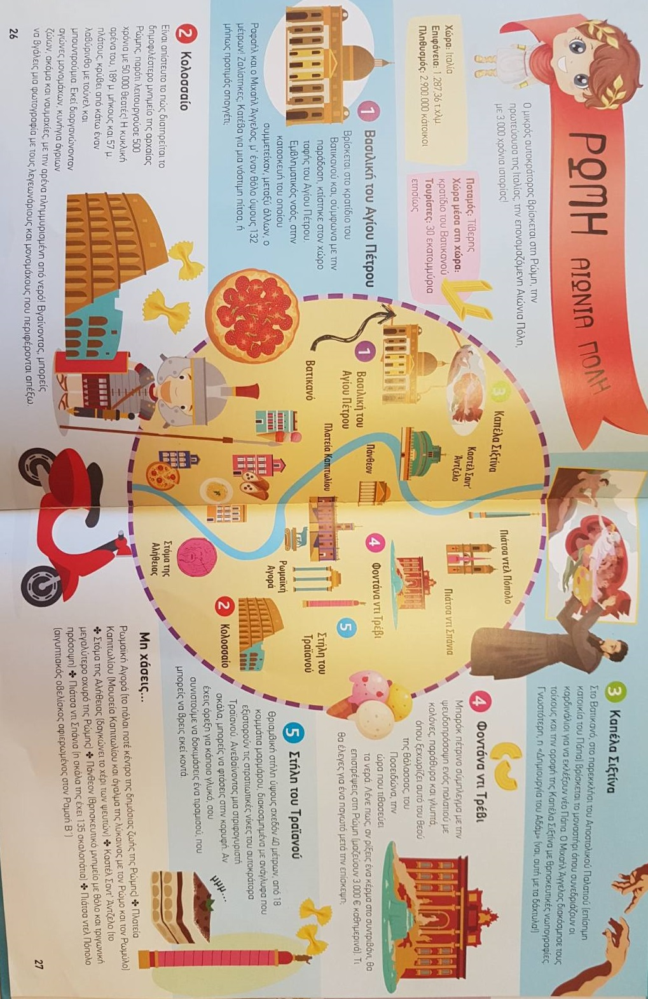 ΡΩΜΗ ΑΙΩΝΙΑ ΠΟΛΗ
Ο μικρός αυτοκράτορας βρίσκεται στη Ρώμη, την
πρωτεύουσα της Ιταλίας, την επονομαζόμενη Αιώνια Πόλη,
με 3 000 χρόνια ιστορίας!
Χώρα: Ιταλία
Επιφάνεια: 1 287,36 τ.χλμ.
Πληθυσμός: 2 900 000 κάτοικοι
Ποταμός: Τίβερης
Χώρα μέσα στη χώρα:
κρατίδιο του Βατικανού
Τουρίστες: 30 εκατομμύρια
ετησίως
1 Βασιλική του Αγίου Πέτρου
Βρίσκεται στο κρατίδιο του
Βατικανού και, σύμφωνα με την
παράδοση, κτίστηκε στον χώρο
ταφής του Αγίου Πέτρου.
Εμβληματικός ναός, στην
κατασκευή του οποίου
συμμετείχαν, μεταξύ άλλων, ο
Ραφαήλ και ο Μιχαήλ Άγγελος, μ' έναν θόλο ύψους 132
μέτρων! Ζαλίστηκες; Κατέβα για μια νόστιμη πίτσα, ή
μήπως προτιμάς σπαγγέτι;
2 Κολοσσαίο
Είναι απίστευτο το πώς διατηρείται το
δημοφιλέστερο μνημείο της αρχαίας
Ρώμης, παρότι λειτουργούσε 500
χρόνια με 50 000 θεατές! Η κυκλική
αρένα του, 189 μ. μήκους και 57 μ.
πλάτους, κρύβει από κάτω έναν
λαβύρινθο με τούνελ και
μπουντρούμια. Εκεί διοργανώνονταν
αγώνες μονομάχων, κυνήγια άγριων
ζώων, ακόμα και ναυμαχίες, με την αρένα πλημμυρισμένη από νερό! Βγαίνοντας, μπορείς
να βγάλεις μια φωτογραφία με τους λεγεωνάριους και μονομάχους που περιφέρονται απέξω.
26
3 Καπέλα Σιξτίνα
Καστέλ Σαντ'
Άντζελο
1 Βασιλική του
Αγίου Πέτρου
Βατικανό
Πάνθεον
Πλατεία Καπιτωλίου
Πιάτσα ντελ Πόπολο
Πιάτσα ντι Σπάνια
4 Φοντάνα ντι Τρέβι
5 Στήλη του
Τραϊανού
Ρωμαϊκή
Αγορά
2 Κολοσσαίο
Στόμα της
Αλήθειας
3 Καπέλα Σιξτίνα
Στο Βατικανό, στο παρεκκλήσι του Αποστολικού Παλατιού (επίσημη
κατοικία του Πάπα) βρίσκεται το μοναστήρι όπου συνεδριάζουν οι
καρδινάλιοι για να εκλέξουν νέο Πάπα. Ο Μιχαήλ Άγγελος διακόσμησε τους
τοίχους και την οροφή της Καπέλα Σιξτίνα με θρησκευτικές νωπογραφίες.
Γνωστότερη, η «Δημιουργία του Αδάμ» (ναι, αυτή με τα δάχτυλα!)
4 Φοντάνα ντι Τρέβι
Μπαρόκ πέτρινο σύμπλεγμα με την
ψευδοπρόσοψη ενός παλατιού με
κολόνες, παράθυρα και γλυπτά,
όπου ξεχωρίζει αυτό του θεού
της θάλασσας, του
Ποσειδώνα, την
ώρα που τιθασεύει
τα νερά. Λένε πως, αν ρίξεις ένα κέρμα στο συντριβάνι, θα
επιστρέψεις στη Ρώμη (μαζεύουν 3 000 € καθημερινά). Τι
θα έλεγες για ένα παγωτό μετά την επίσκεψη;
5 Στήλη του Τραϊανού
Θριαμβική στήλη ύψους σχεδόν 40 μέτρων, από 18
κομμάτια μαρμάρου, διακοσμημένα με ανάγλυφα που
εξιστορούν τις στρατιωτικές νίκες του αυτοκράτορα
Τραϊανού. Ανεβαίνοντας μια στριφογυριστή
σκάλα, μπορείς να φτάσεις στην κορυφή. Αν
έχεις όρεξη για κάποιο γλυκό, σου
συνιστούμε να δοκιμάσεις ένα τιραμισού, που
μπορείς να βρεις εκεί κοντά.
μμμ...
Μη χάσεις...
Ρωμαϊκή Αγορά (το πάλαι ποτέ κέντρο της δημόσιας ζωής της Ρώμης) ✤ Πλατεία
Καπιτωλίου (Μουσεία Καπιτωλίου και άγαλμα της Λύκαινας με τον Ρώμο και τον Ρωμύλο)
✤ Στόμα της Αλήθειας (δαγκώνει το χέρι των ψευτών) ✤ Καστέλ Σαντ' Άντζελο (το
μεγαλύτερο οχυρό της Ρώμης) ✤ Πάνθεον (θρησκευτικό μνημείο με θόλο και τριγωνική
πρόσοψη) ✤ Πιάτσα ντι Σπάνια (η σκάλα της έχει 135 σκαλοπάτια) ✤ Πιάτσα ντελ Πόπολο
(αιγυπτιακός οβελίσκος αφιερωμένος στον Ραμσή Β΄)
27